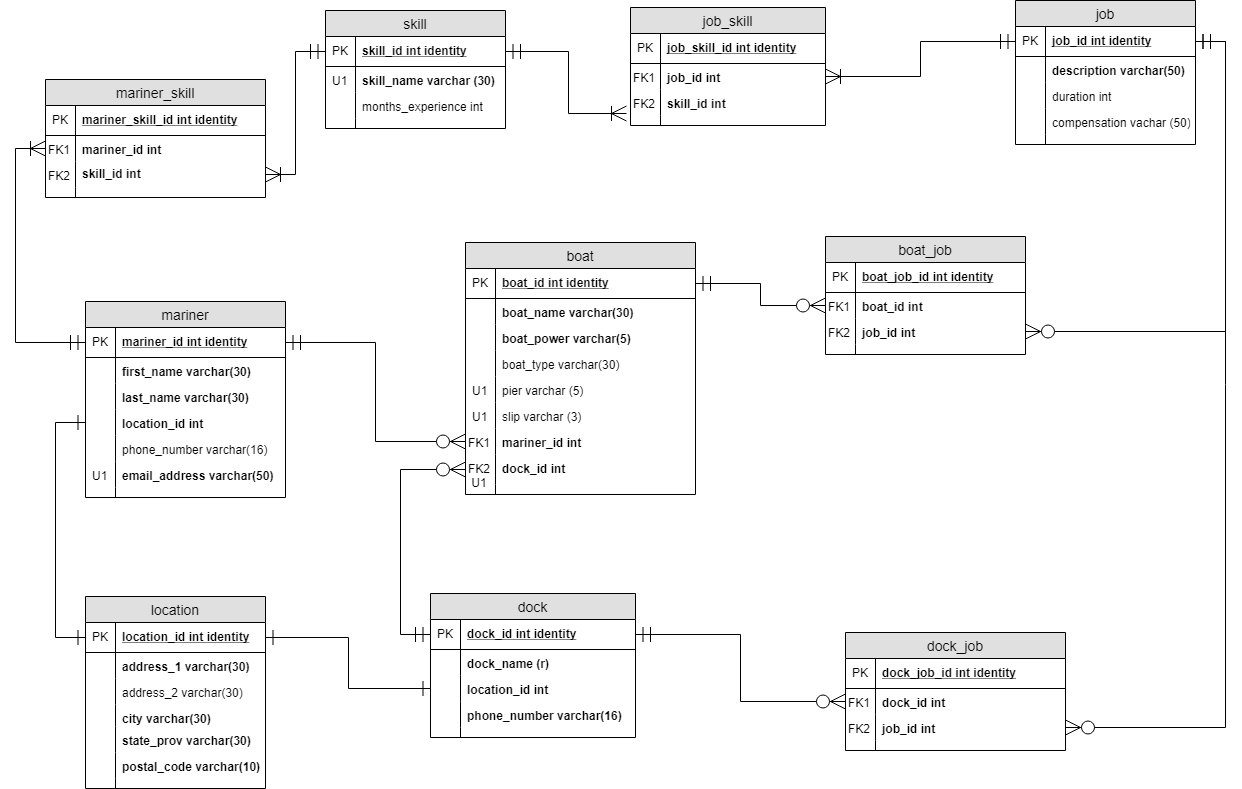 skill
PK skill_id int identity
U1 skill_name varchar (30)
months_experience int
job_skill
PK job_skill_id int identity
FK1 job_id int
FK2 skill_id int
job
PK job_id int identity
description varchar(50)
duration int
compensation vachar (50)
mariner_skill
PK mariner_skill_id int identity
FK1 mariner_id int
FK2 skill_id int
boat
PK boat_id int identity
boat_name varchar(30)
boat_power varchar(5)
boat_type varchar(30)
U1 pier varchar (5)
U1 slip varchar (3)
FK1 mariner_id int
FK2 dock_id int
U1
boat_job
PK boat_job_id int identity
FK1 boat_id int
FK2 job_id int
mariner
PK mariner_id int identity
first_name varchar(30)
last_name varchar(30)
location_id int
phone_number varchar(16)
U1 email_address varchar(50)
location
PK location_id int identity
address_1 varchar(30)
address_2 varchar(30)
city varchar(30)
state_prov varchar(30)
postal_code varchar(10)
dock
PK dock_id int identity
dock_name (r)
location_id int
phone_number varchar(16)
dock_job
PK dock_job_id int identity
FK1 dock_id int
FK2 job_id int